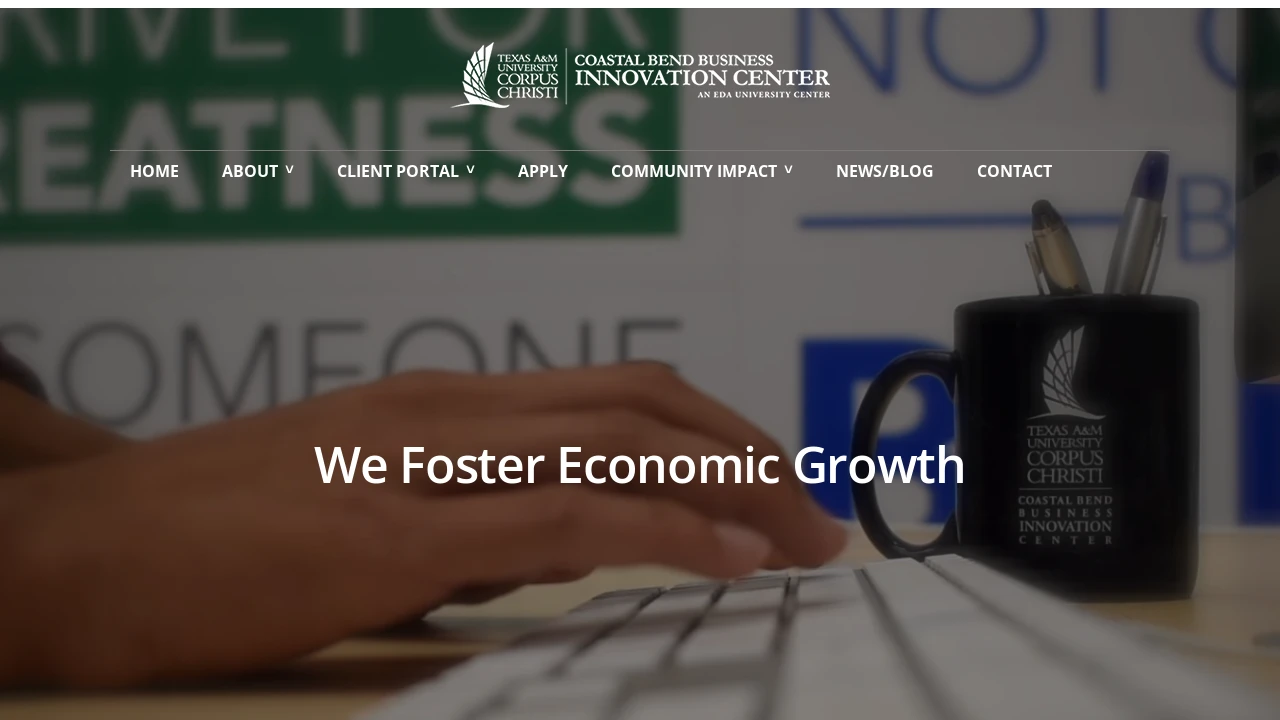 RIVE FOR
REATNESS
NOT
TEXAS A&M
UNIVERSITY
CORPUS
CHRISTI
COASTAL BEND BUSINESS
INNOVATION CENTER
AN EDA UNIVERSITY CENTER
HOME ABOUT CLIENT PORTAL APPLY COMMUNITY IMPACT NEWS/BLOG CONTACT
SOMEONE
We Foster Economic Growth
TEXAS A&M
UNIVERSITY
CORPUS
CHRISTI
COASTAL BEND
BUSINESS
INNOVATION
CENTER